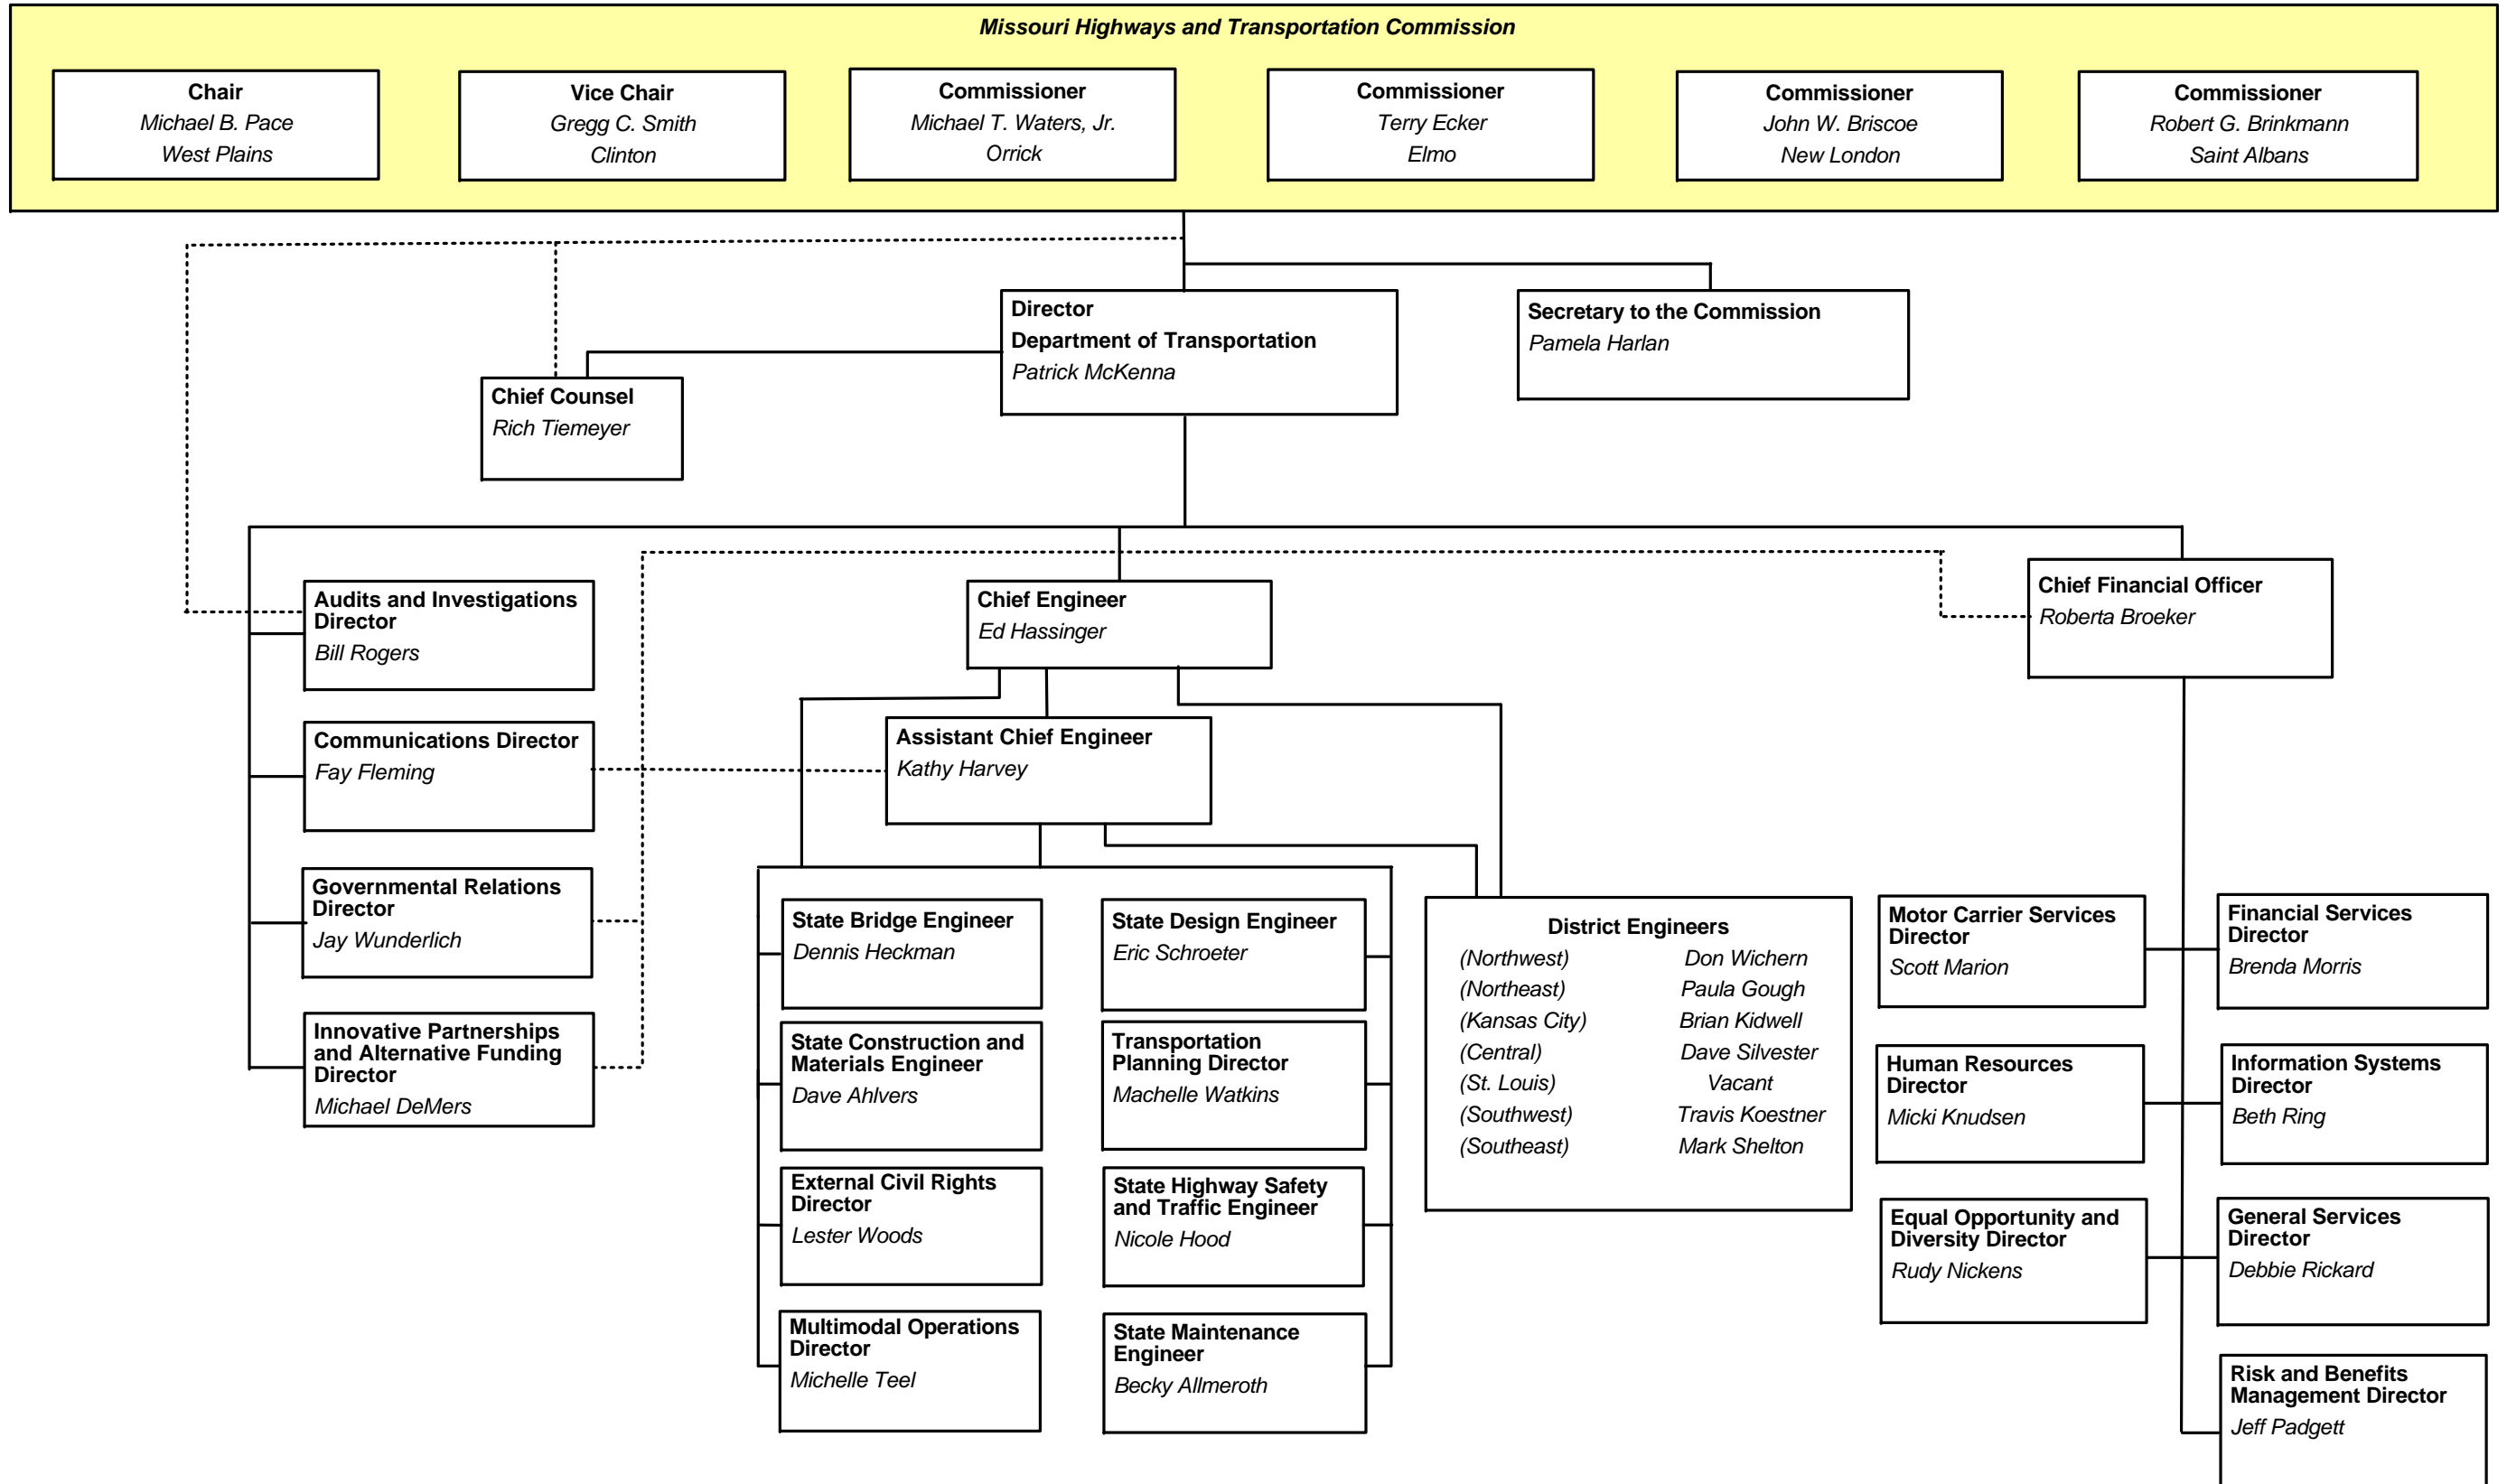 Missouri Highways and Transportation Commission
Chair
Michael B. Pace
West Plains
Vice Chair
Gregg C. Smith
Clinton
Commissioner
Michael T. Waters, Jr.
Orrick
Commissioner
Terry Ecker
Elmo
Commissioner
John W. Briscoe
New London
Commissioner
Robert G. Brinkmann
Saint Albans
Director
Department of Transportation
Patrick McKenna
Secretary to the Commission
Pamela Harlan
Chief Counsel
Rich Tiemeyer
Audits and Investigations
Director
Bill Rogers
Communications Director
Fay Fleming
Governmental Relations
Director
Jay Wunderlich
Innovative Partnerships
and Alternative Funding
Director
Michael DeMers
Chief Engineer
Ed Hassinger
Assistant Chief Engineer
Kathy Harvey
State Bridge Engineer
Dennis Heckman
State Design Engineer
Eric Schroeter
State Construction and
Materials Engineer
Dave Ahlvers
Transportation
Planning Director
Machelle Watkins
External Civil Rights
Director
Lester Woods
State Highway Safety
and Traffic Engineer
Nicole Hood
Multimodal Operations
Director
Michelle Teel
State Maintenance
Engineer
Becky Allmeroth
District Engineers
(Northwest) Don Wichern
(Northeast) Paula Gough
(Kansas City) Brian Kidwell
(Central) Dave Silvester
(St. Louis) Vacant
(Southwest) Travis Koestner
(Southeast) Mark Shelton
Chief Financial Officer
Roberta Broeker
Motor Carrier Services
Director
Scott Marion
Financial Services
Director
Brenda Morris
Human Resources
Director
Micki Knudsen
Information Systems
Director
Beth Ring
Equal Opportunity and
Diversity Director
Rudy Nickens
General Services
Director
Debbie Rickard
Risk and Benefits
Management Director
Jeff Padgett